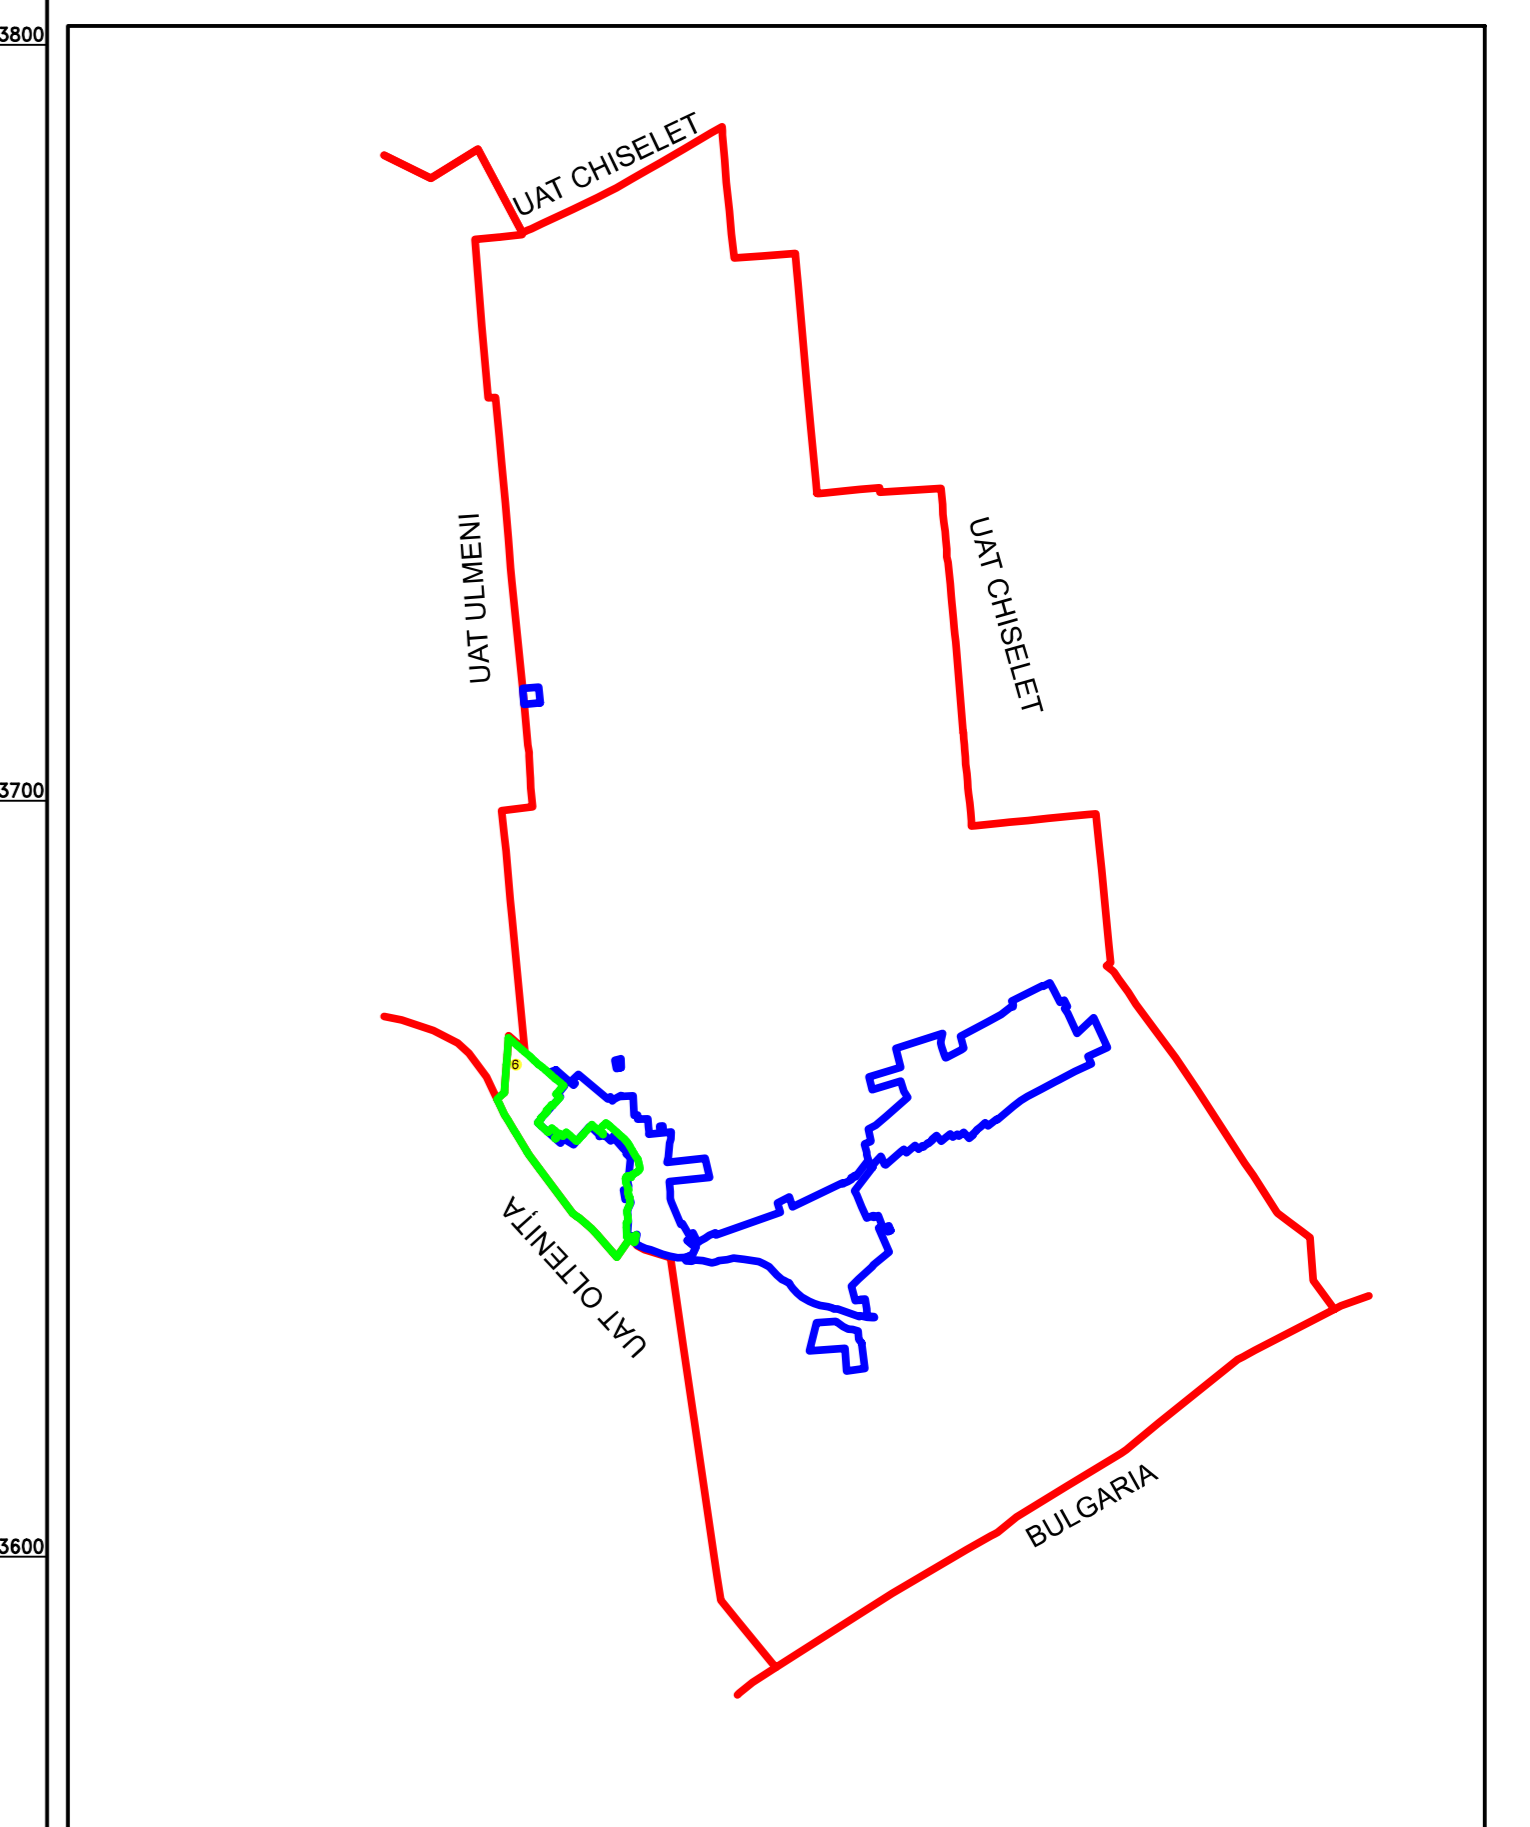 3800
UAT CHISELET
UAT ULMENI
UAT CHISELET
3700
6
UAT OLTENIȚA
BULGARIA
3600